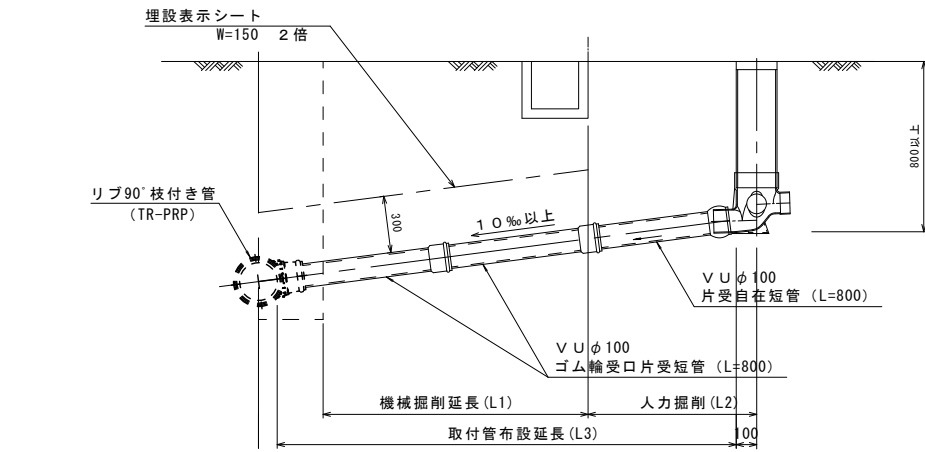 埋設表示シート
W=150 2倍
800以上
リブ90ﾟ枝付き管
(TR-PRP)
300
10‰以上
VUφ100
片受自在短管 (L=800)
VUφ100
ゴム輪受口片受短管 (L=800)
機械掘削延長(L1)
人力掘削(L2)
取付管布設延長(L3)
100